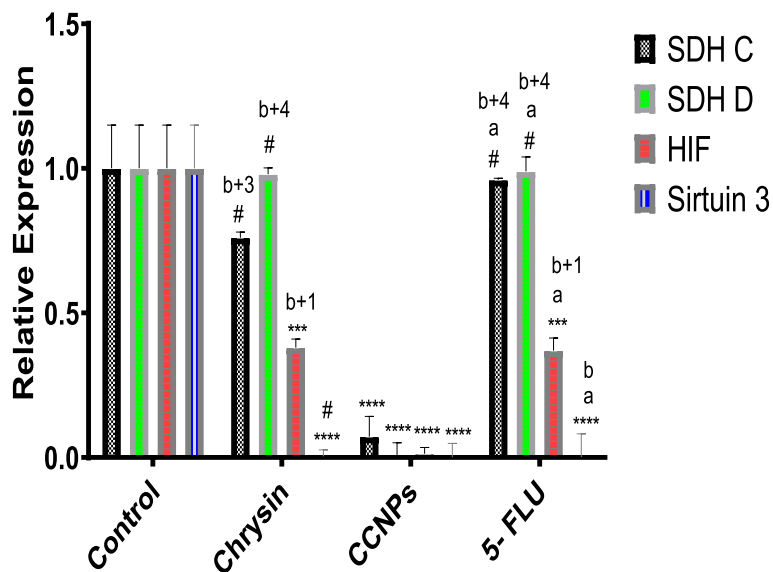 1.5
1.0
0.5
0.0
Relative Expression
SDH C
SDH D
HIF
Sirtuin 3
b+3
#
b+4
#
b+1
***
#
****
****
****
****
****
b+4
a
#
b+4
a
#
b+1
a
***
b
a
****
Control
Chrysin
CCNPs
5- FLU